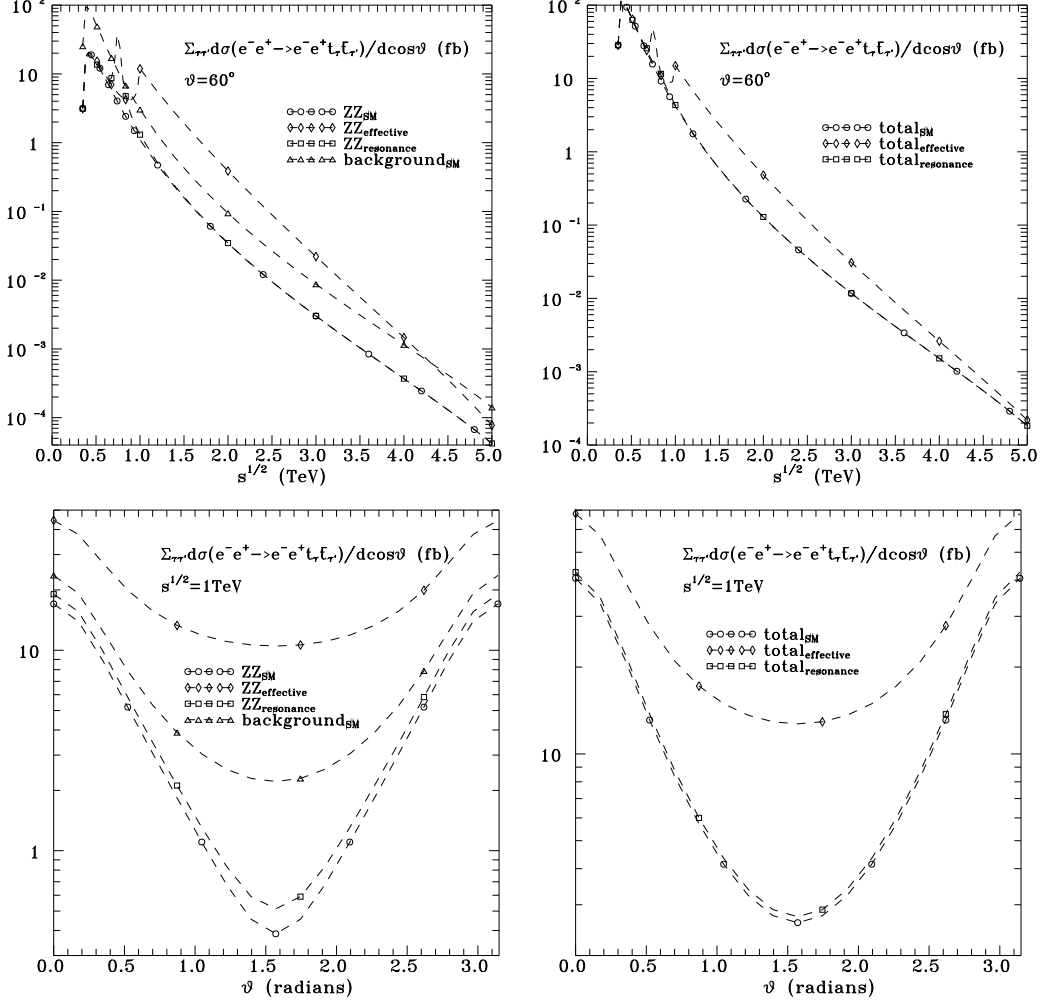 Σττ'dσ(e⁻e⁺−>e⁻e⁺tτt̄τ')/dcosϑ (fb)
ϑ=60°
ZZSM
ZZeffective
ZZresonance
backgroundSM
10²
10
1
10⁻¹
10⁻²
10⁻³
10⁻⁴
0.0 0.5 1.0 1.5 2.0 2.5 3.0 3.5 4.0 4.5 5.0
s^1/2 (TeV)
Σττ'dσ(e⁻e⁺−>e⁻e⁺tτt̄τ')/dcosϑ (fb)
ϑ=60°
totalSM
totaleffective
totalresonance
10²
10
1
10⁻¹
10⁻²
10⁻³
10⁻⁴
0.0 0.5 1.0 1.5 2.0 2.5 3.0 3.5 4.0 4.5 5.0
s^1/2 (TeV)
Σττ'dσ(e⁻e⁺−>e⁻e⁺tτt̄τ')/dcosϑ (fb)
s^1/2=1TeV
ZZSM
ZZeffective
ZZresonance
backgroundSM
10
1
0.0 0.5 1.0 1.5 2.0 2.5 3.0
ϑ (radians)
Σττ'dσ(e⁻e⁺−>e⁻e⁺tτt̄τ')/dcosϑ (fb)
s^1/2=1TeV
totalSM
totaleffective
totalresonance
10
0.0 0.5 1.0 1.5 2.0 2.5 3.0
ϑ (radians)